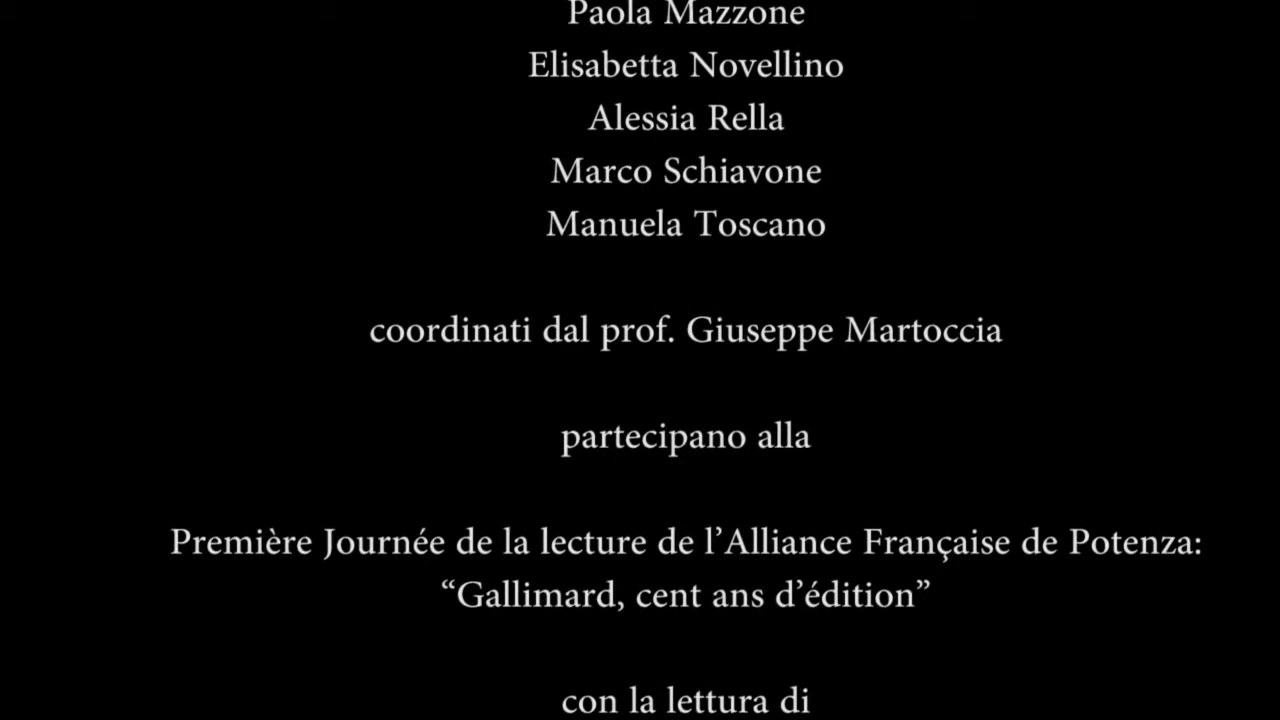 Paola Mazzone
Elisabetta Novellino
Alessia Rella
Marco Schiavone
Manuela Toscano
coordinati dal prof. Giuseppe Martoccia
partecipano alla
Première Journée de la lecture de l’Alliance Française de Potenza:
“Gallimard, cent ans d’édition”
con la lettura di